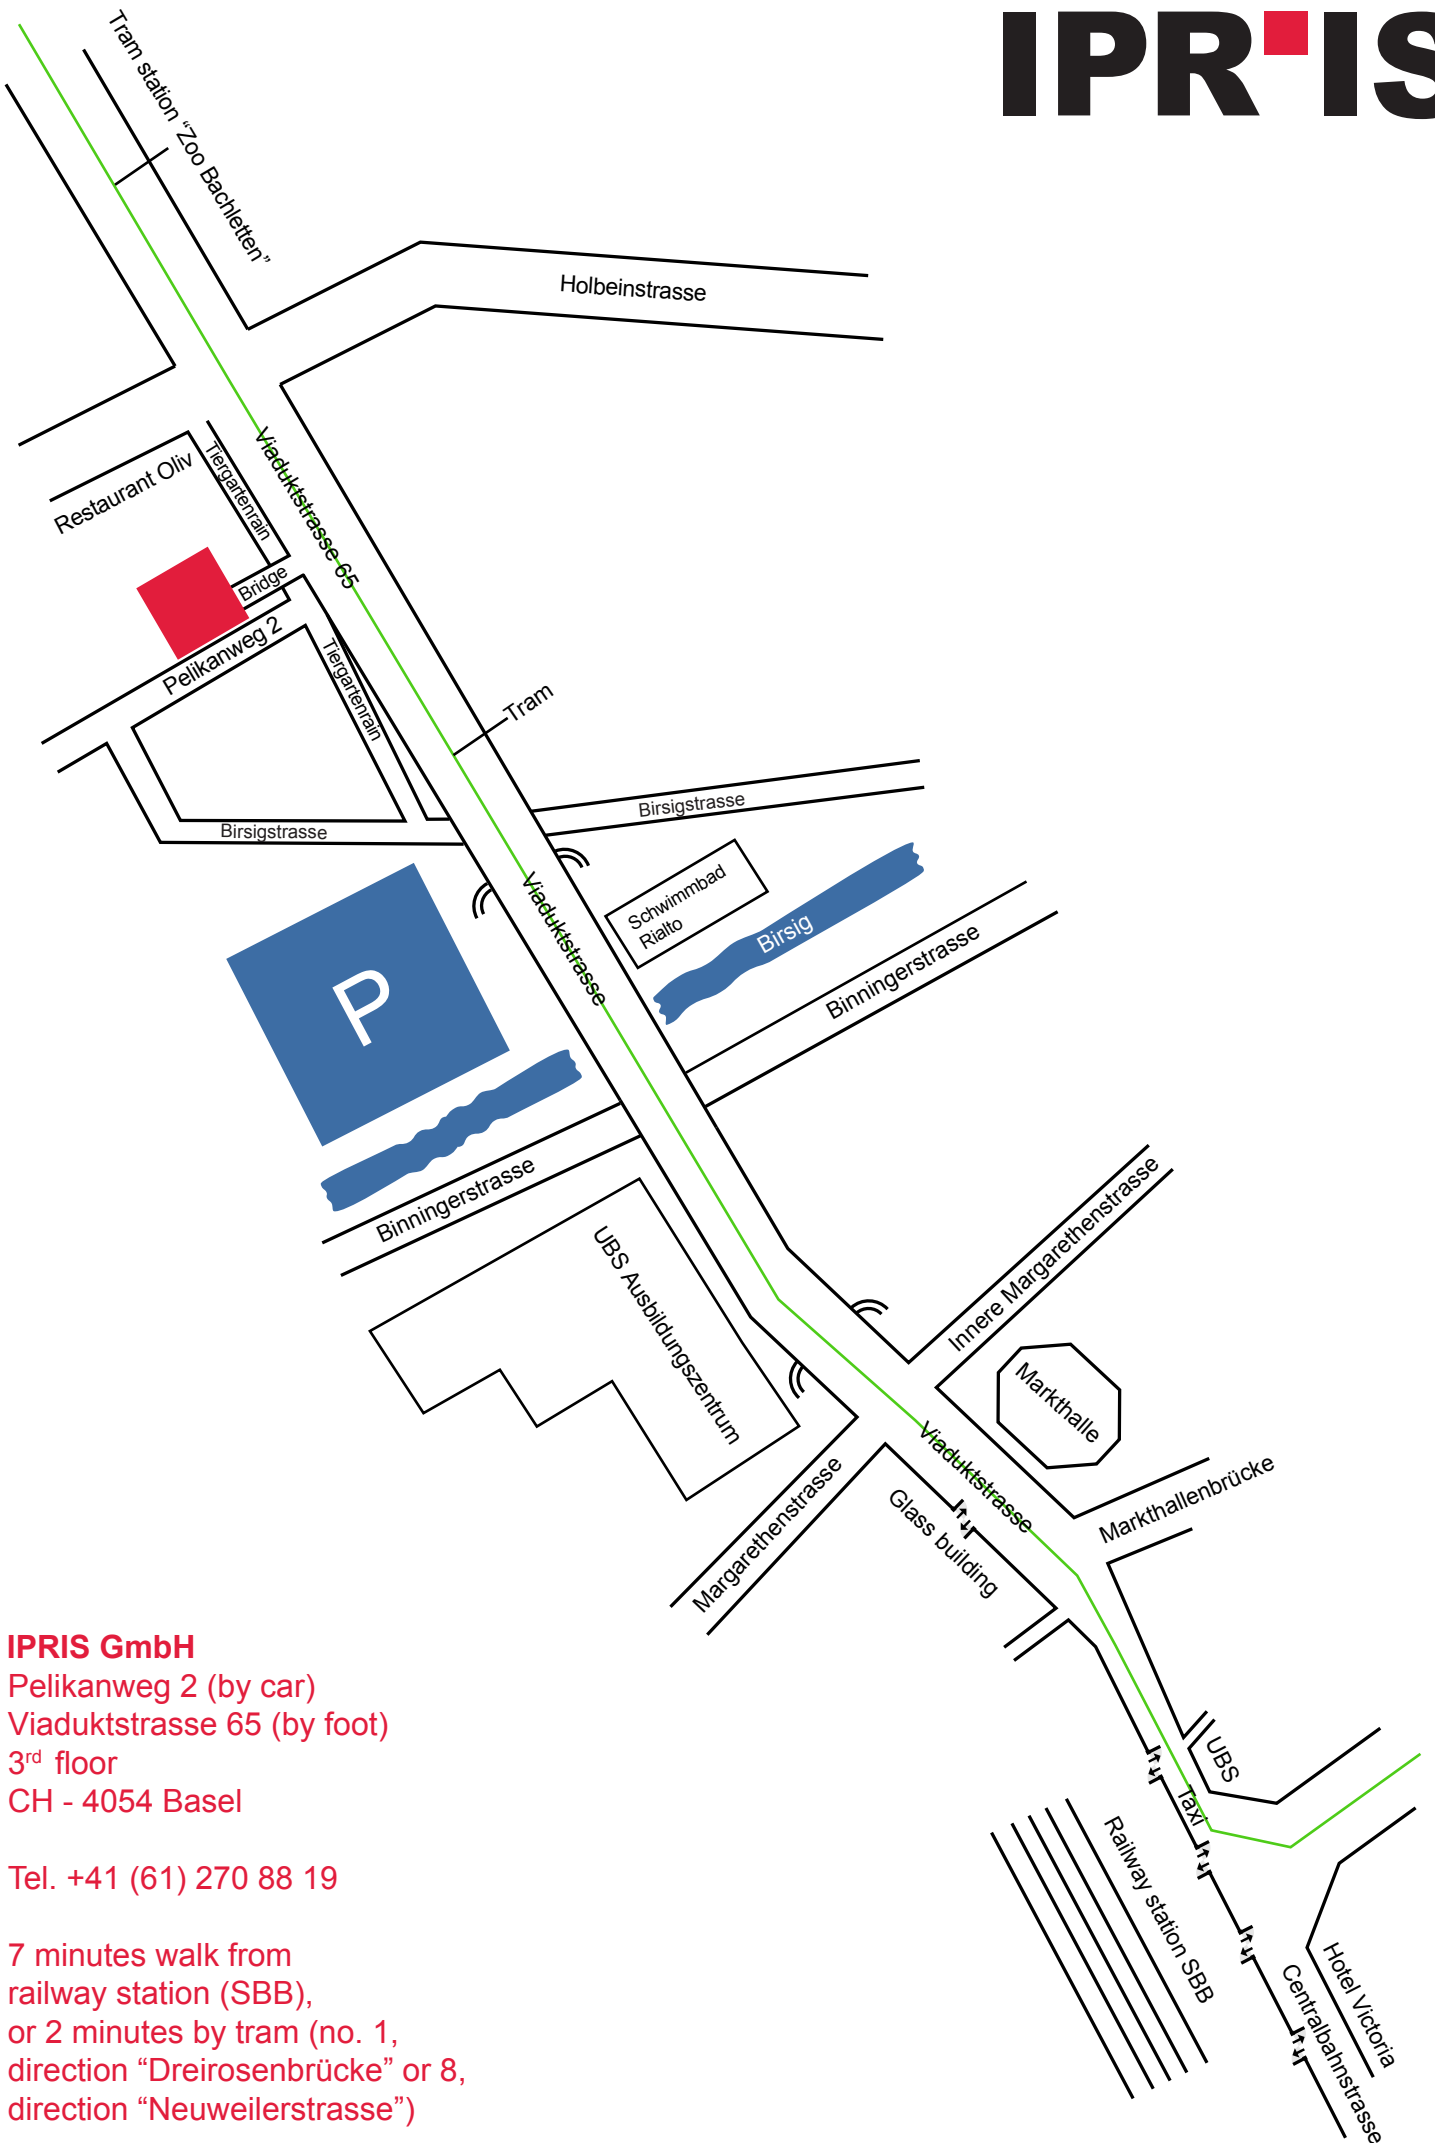 IPRIS
Tram station “Zoo Bachletten”
Holbeinstrasse
Viaduktstrasse 65
Tiergartenrain
Restaurant Oliv
Bridge
Pelikanweg 2
Tiergartenrain
Tram
Birsigstrasse
Birsigstrasse
Schwimmbad
Rialto
Birsig
Viaduktstrasse
P
Binningerstrasse
Binningerstrasse
UBS Ausbildungszentrum
Innere Margarethenstrasse
Markthalle
Viaduktstrasse
Markthallenbrücke
Margarethenstrasse
Glass building
UBS
Taxi
Railway station SBB
Hotel Victoria
Centralbahnstrasse
IPRIS GmbH
Pelikanweg 2 (by car)
Viaduktstrasse 65 (by foot)
3rd floor
CH - 4054 Basel
Tel. +41 (61) 270 88 19
7 minutes walk from
railway station (SBB),
or 2 minutes by tram (no. 1,
direction “Dreirosenbrücke” or 8,
direction “Neuweilerstrasse”)